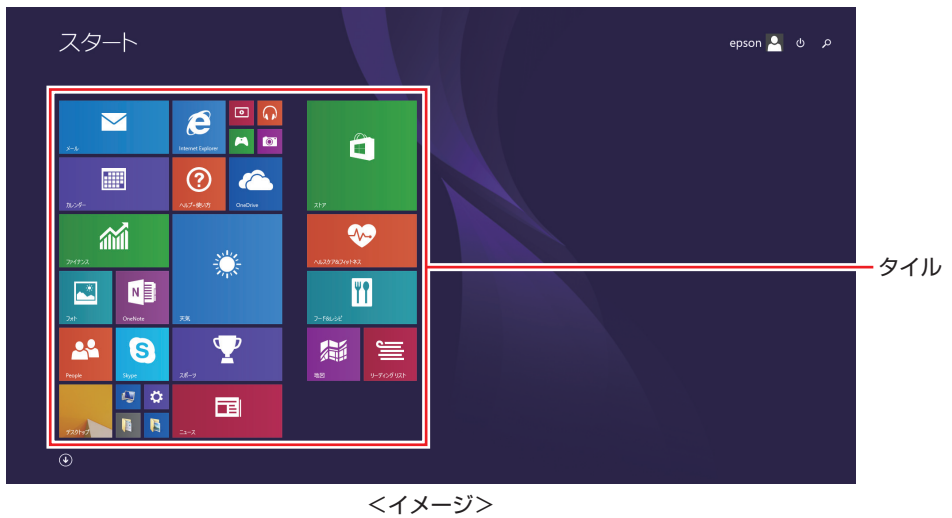 スタート
epson
メール
Internet Explorer
カレンダー
ヘルプ+使い方
OneDrive
ストア
ファイナンス
天気
ヘルスケア&フィットネス
フォト
OneNote
フード&レシピ
People
Skype
スポーツ
地図
リーディング リスト
デスクトップ
ニュース
タイル
<イメージ>